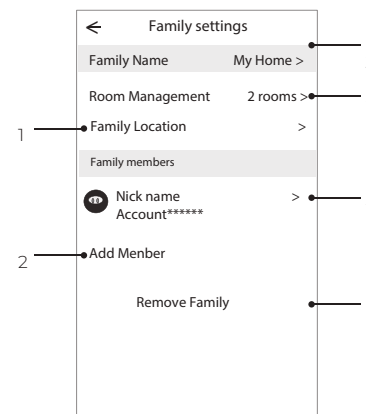 ← Family settings
Family Name My Home >
Room Management 2 rooms >
1 Family Location >
Family members
Nick name >
Account******
2 Add Menber
Remove Family